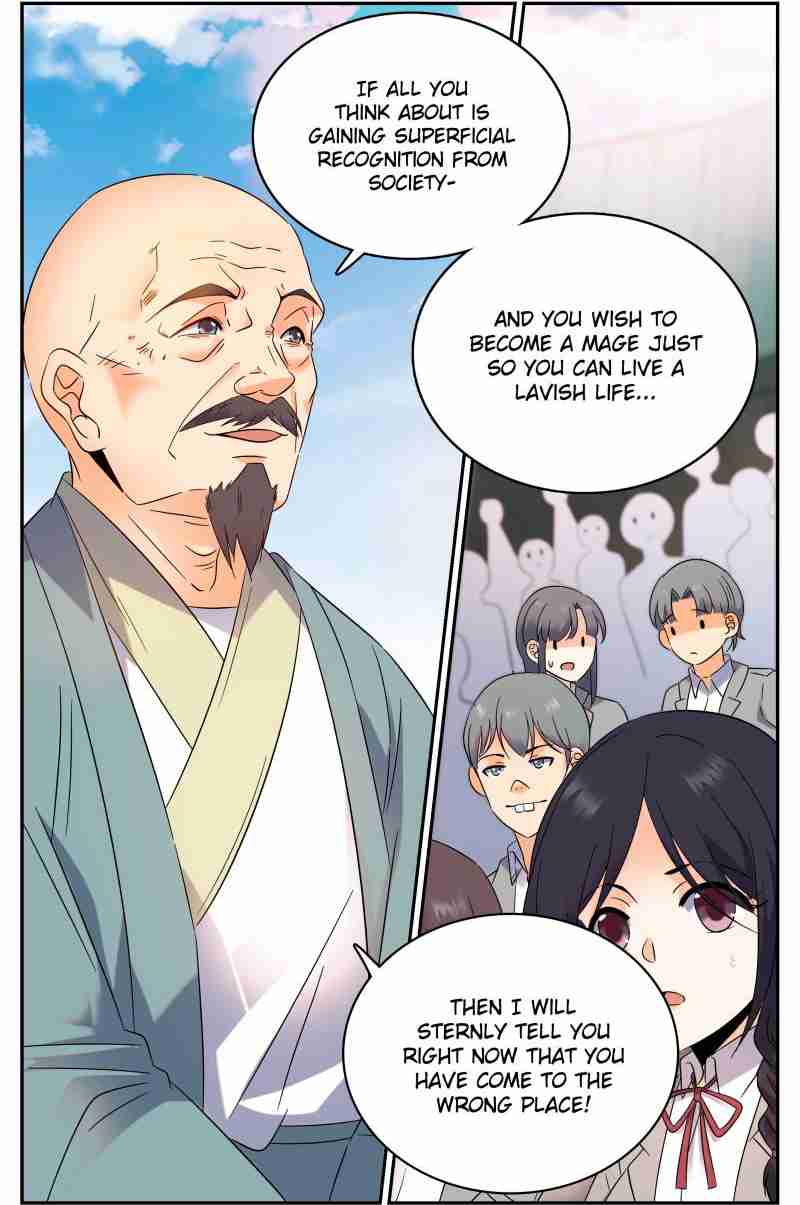 IF ALL YOU
THINK ABOUT IS
GAINING SUPERFICIAL
RECOGNITION FROM
SOCIETY-
AND YOU WISH TO
BECOME A MAGE JUST
SO YOU CAN LIVE A
LAVISH LIFE...
THEN I WILL
STERNLY TELL YOU
RIGHT NOW THAT YOU
HAVE COME TO THE
WRONG PLACE!